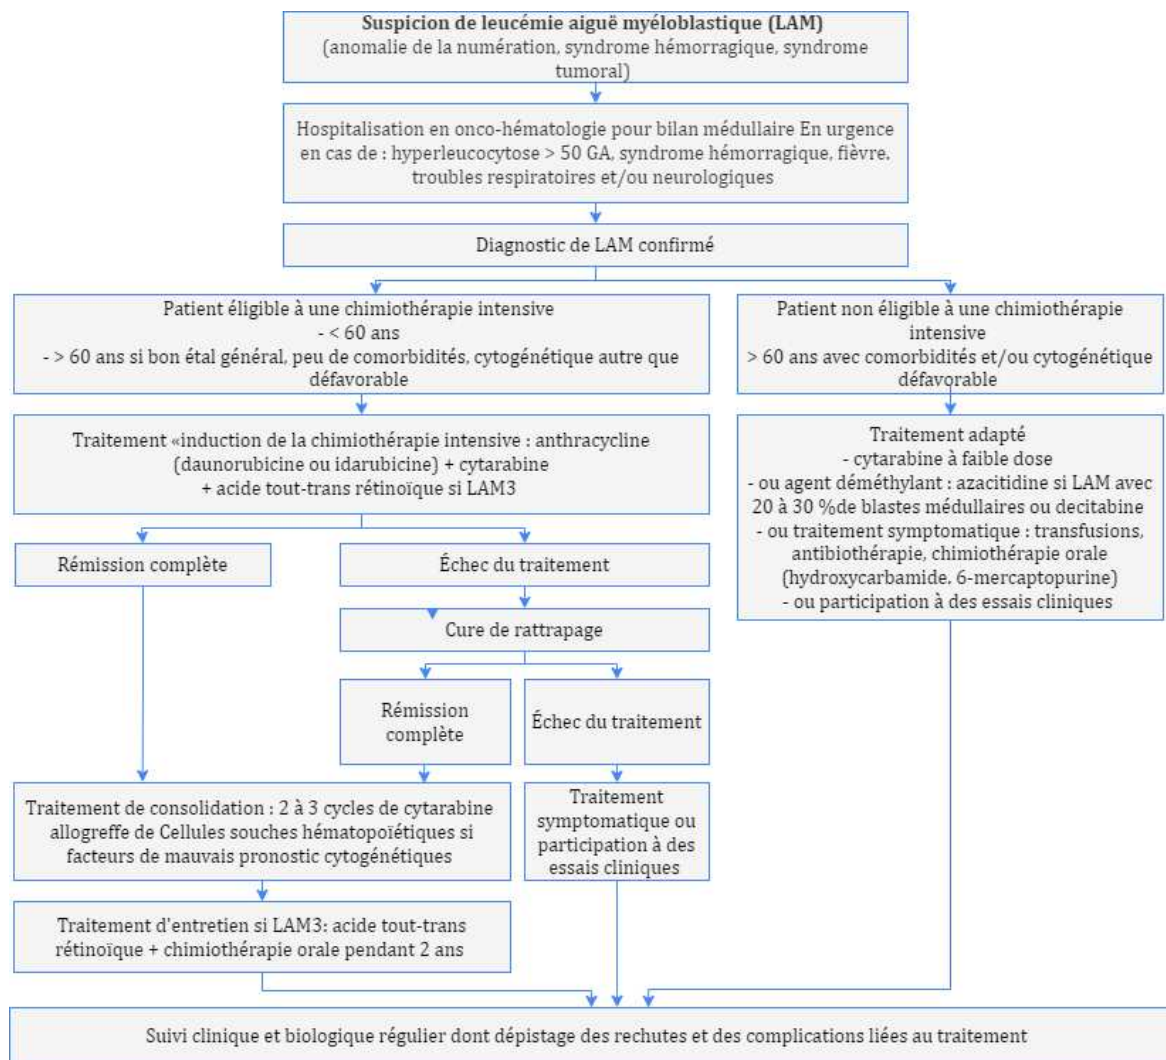 Suspicion de leucémie aiguë myéloblastique (LAM)
(anomalie de la numération, syndrome hémorragique, syndrome
tumoral)
Hospitalisation en onco-hématologie pour bilan médullaire En urgence
en cas de : hyperleucocytose > 50 GA, syndrome hémorragique, fièvre.
troubles respiratoires et/ou neurologiques
Diagnostic de LAM confirmé
Patient éligible à une chimiothérapie intensive
- < 60 ans
- > 60 ans si bon étal général, peu de comorbidités, cytogénétique autre que
défavorable
Patient non éligible à une chimiothérapie
intensive
> 60 ans avec comorbidités et/ou cytogénétique
défavorable
Traitement «induction de la chimiothérapie intensive : anthracycline
(daunorubicine ou idarubicine) + cytarabine
+ acide tout-trans rétinoïque si LAM3
Traitement adapté
- cytarabine à faible dose
- ou agent déméthylant : azacitidine si LAM avec
20 à 30 %de blastes médullaires ou decitabine
- ou traitement symptomatique : transfusions,
antibiothérapie, chimiothérapie orale
(hydroxycarbamide. 6-mercaptopurine)
- ou participation à des essais cliniques
Rémission complète
Échec du traitement
Cure de rattrapage
Rémission
complète
Échec du traitement
Traitement de consolidation : 2 à 3 cycles de cytarabine
allogreffe de Cellules souches hématopoïétiques si
facteurs de mauvais pronostic cytogénétiques
Traitement
symptomatique ou
participation à des
essais cliniques
Traitement d'entretien si LAM3: acide tout-trans
rétinoïque + chimiothérapie orale pendant 2 ans
Suivi clinique et biologique régulier dont dépistage des rechutes et des complications liées au traitement